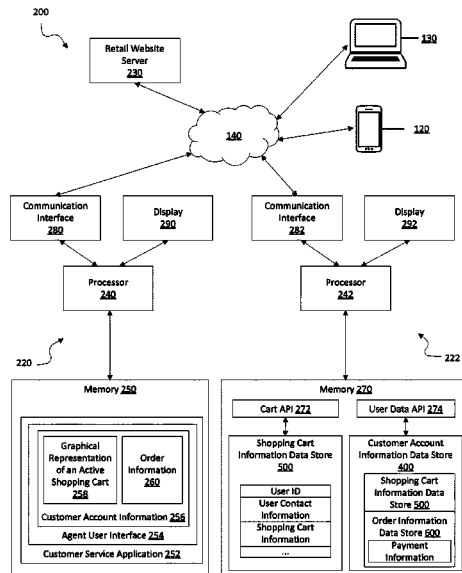 200
Retail Website
Server
230
130
140
120
Communication
Interface
280
Display
290
Communication
Interface
282
Display
292
Processor
240
Processor
242
220
222
Memory 250
Graphical
Representation
of an Active
Shopping Cart
258
Order
Information
260
Customer Account Information 256
Agent User Interface 254
Customer Service Application 252
Memory 270
Cart API 272
User Data API 274
Shopping Cart
Information Data Store
500
User ID
User Contact
Information
Shopping Cart
Information
...
Customer Account
Information Data Store
400
Shopping Cart
Information Data
Store 500
Order Information
Data Store 600
Payment
Information